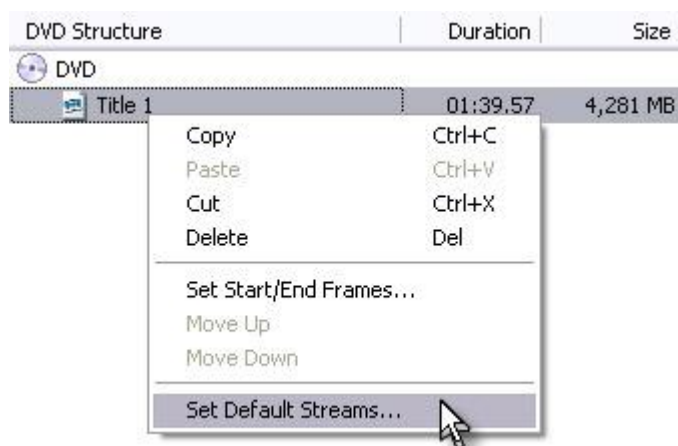 DVD Structure Duration Size
DVD
Title 1 01:39.57 4,281 MB
Copy Ctrl+C
Paste Ctrl+V
Cut Ctrl+X
Delete Del
Set Start/End Frames...
Move Up
Move Down
Set Default Streams...